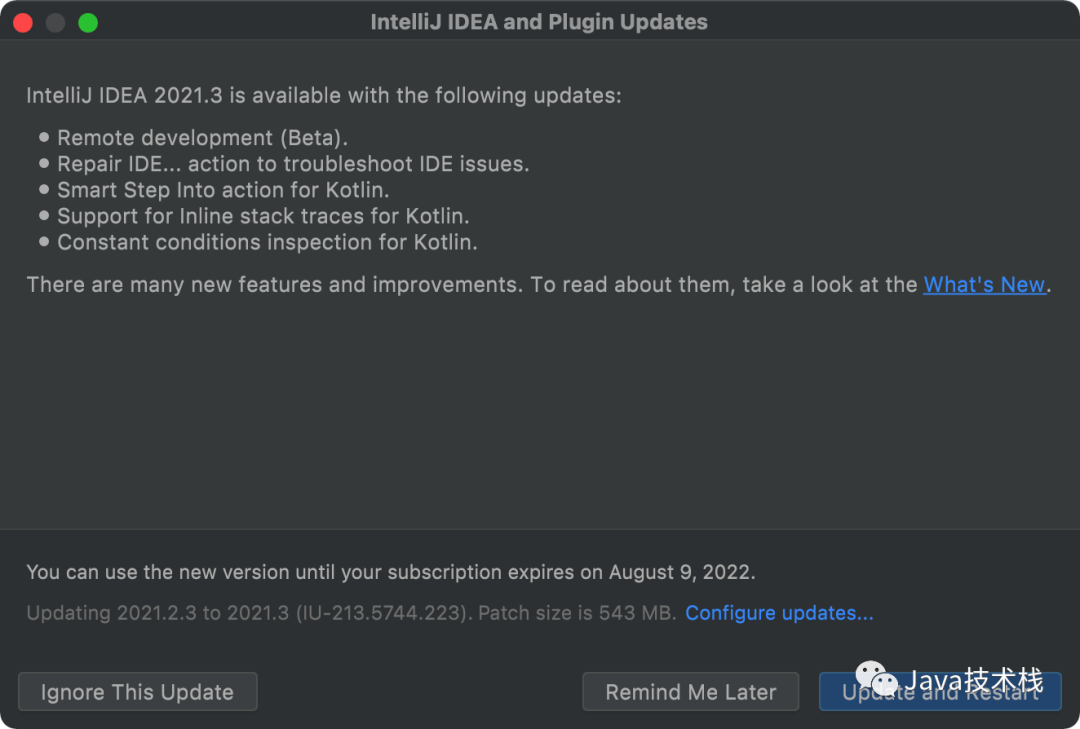 IntelliJ IDEA and Plugin Updates
IntelliJ IDEA 2021.3 is available with the following updates:
● Remote development (Beta).
● Repair IDE... action to troubleshoot IDE issues.
● Smart Step Into action for Kotlin.
● Support for Inline stack traces for Kotlin.
● Constant conditions inspection for Kotlin.
There are many new features and improvements. To read about them, take a look at the What's New.
You can use the new version until your subscription expires on August 9, 2022.
Updating 2021.2.3 to 2021.3 (IU-213.5744.223). Patch size is 543 MB. Configure updates...
Ignore This Update
Remind Me Later
Update and Restart
Java技术栈